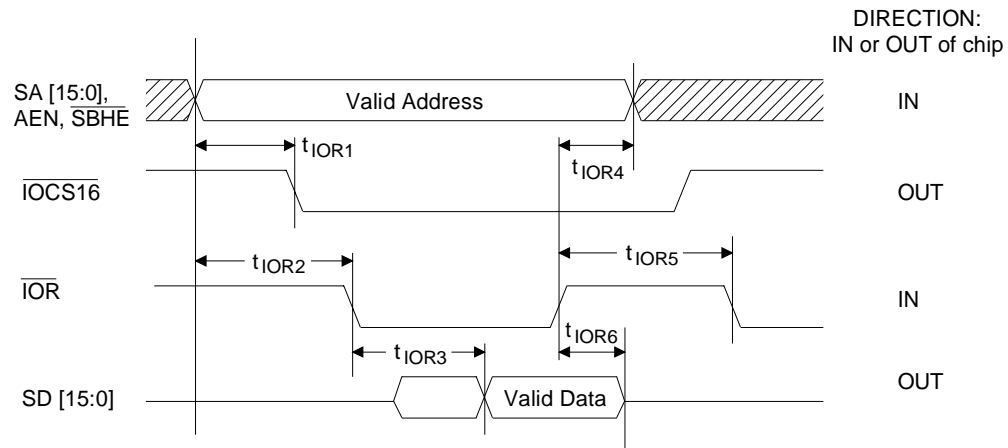 DIRECTION:
IN or OUT of chip
SA [15:0],
AEN, SBHE
Valid Address
IN
tIOR1
tIOR4
IOCS16
OUT
tIOR2
tIOR5
IOR
IN
tIOR6
tIOR3
OUT
SD [15:0]
Valid Data